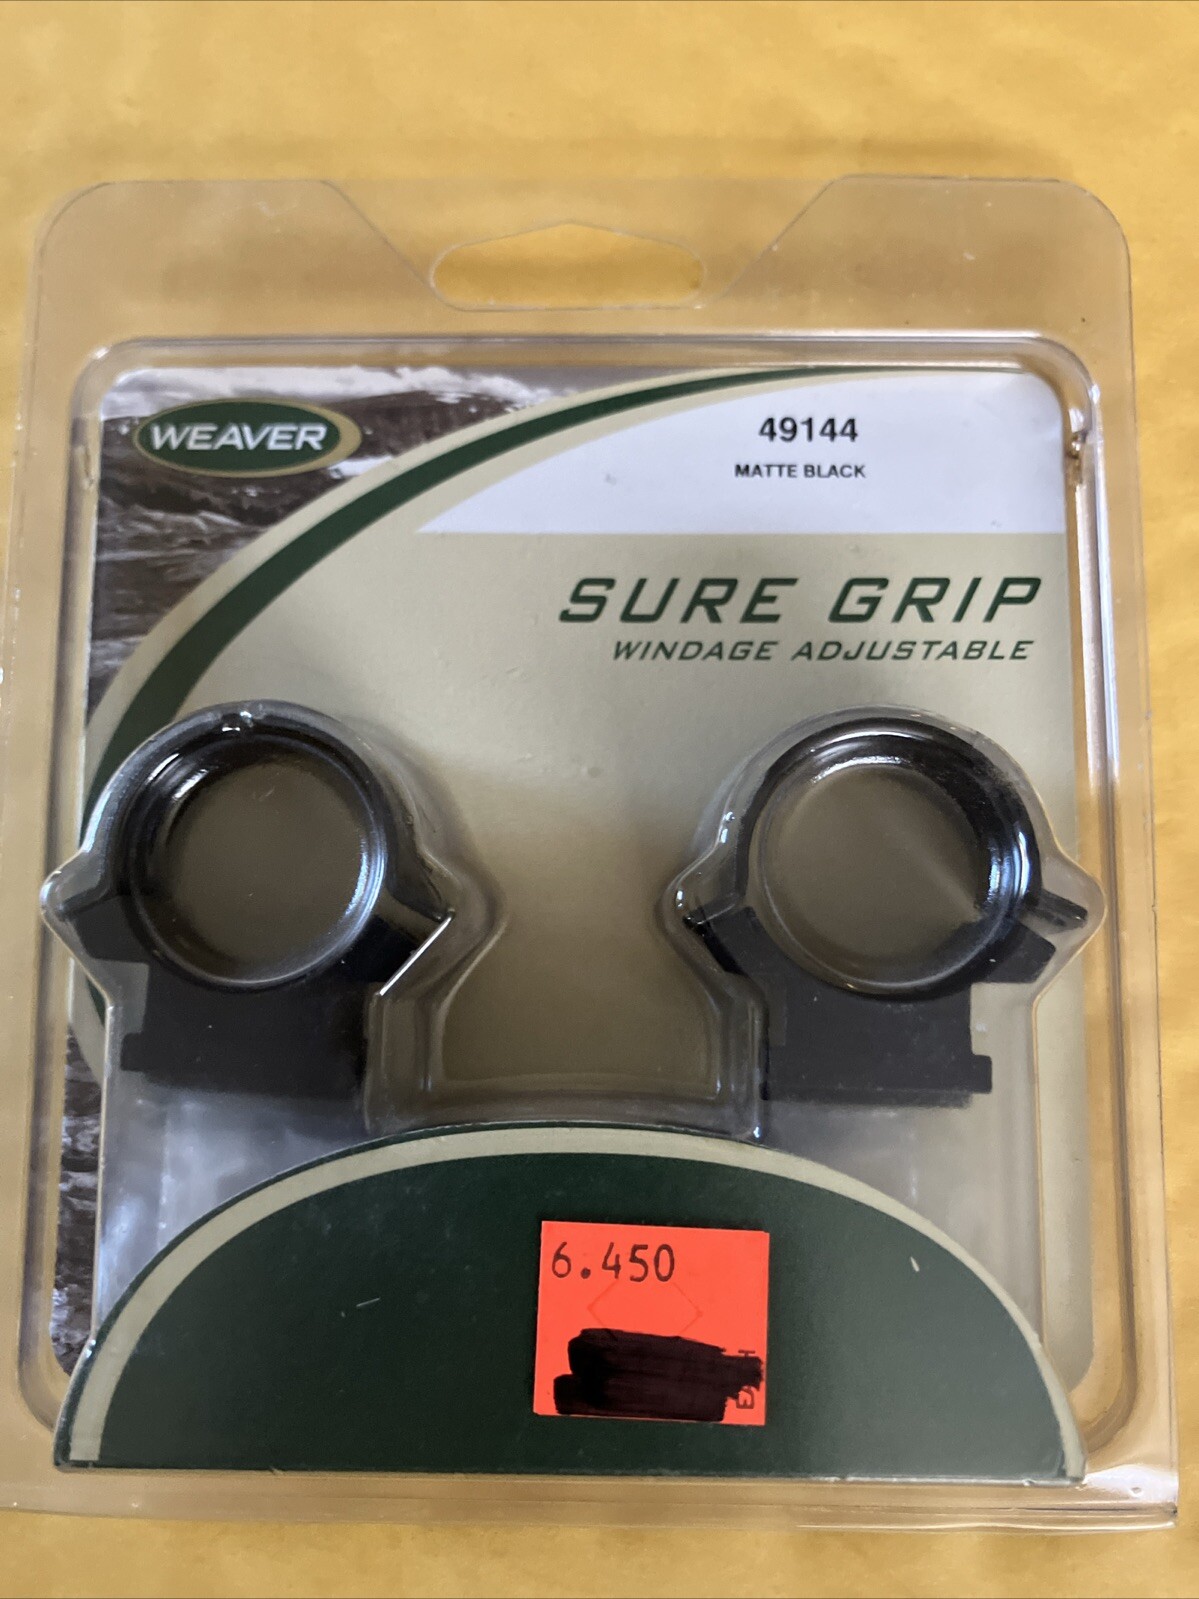 WEAVER
49144
MATTE BLACK
SURE GRIP
WINDAGE ADJUSTABLE
6.450